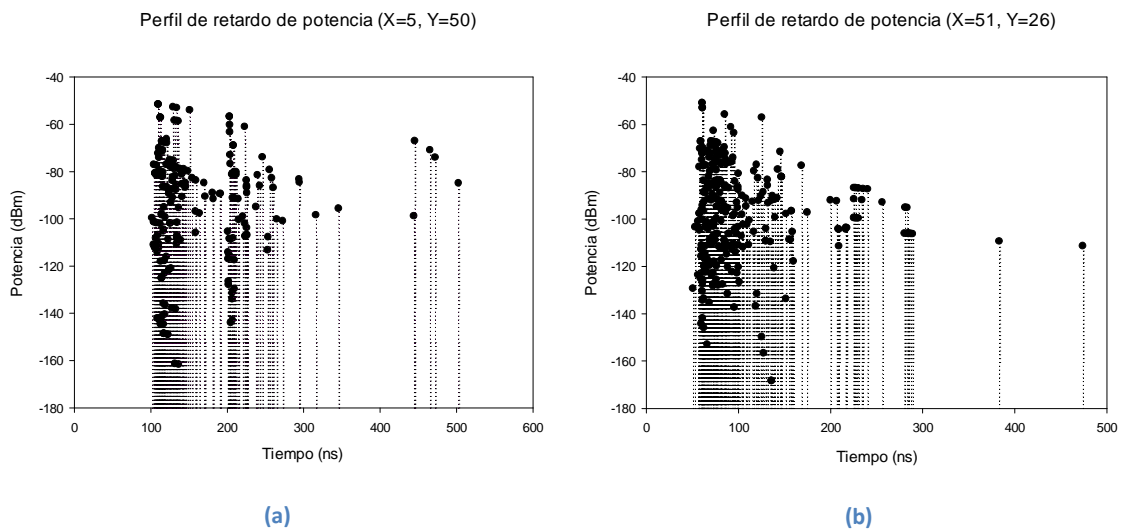 Perfil de retardo de potencia (X=5, Y=50)
Potencia (dBm)
-40
-60
-80
-100
-120
-140
-160
-180
0 100 200 300 400 500 600
Tiempo (ns)
(a)
Perfil de retardo de potencia (X=51, Y=26)
Potencia (dBm)
-40
-60
-80
-100
-120
-140
-160
-180
0 100 200 300 400 500
Tiempo (ns)
(b)